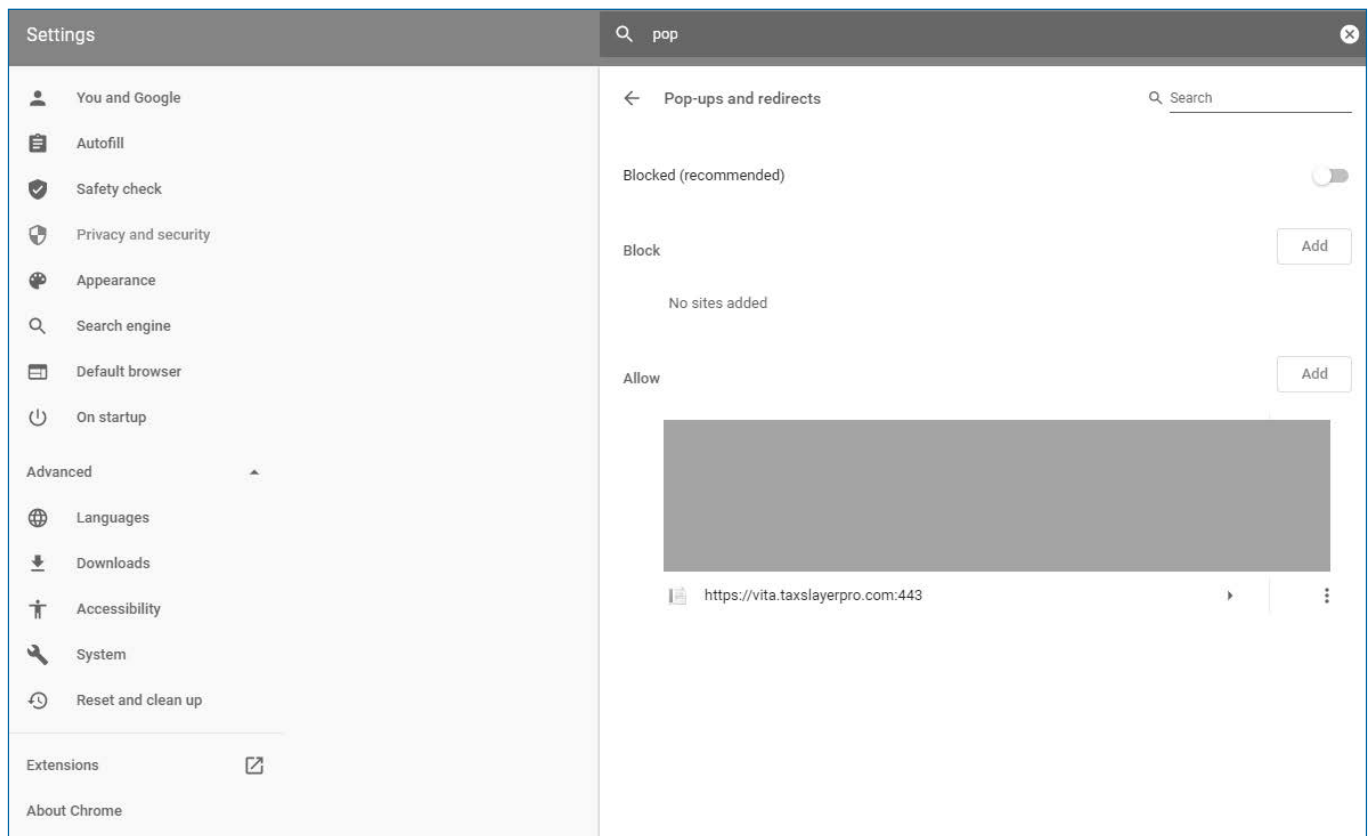 Settings
pop
You and Google
Autofill
Safety check
Privacy and security
Appearance
Search engine
Default browser
On startup
Advanced
Languages
Downloads
Accessibility
System
Reset and clean up
Extensions
About Chrome
Pop-ups and redirects
Search
Blocked (recommended)
Block
Add
No sites added
Allow
Add
https://vita.taxslayerpro.com:443